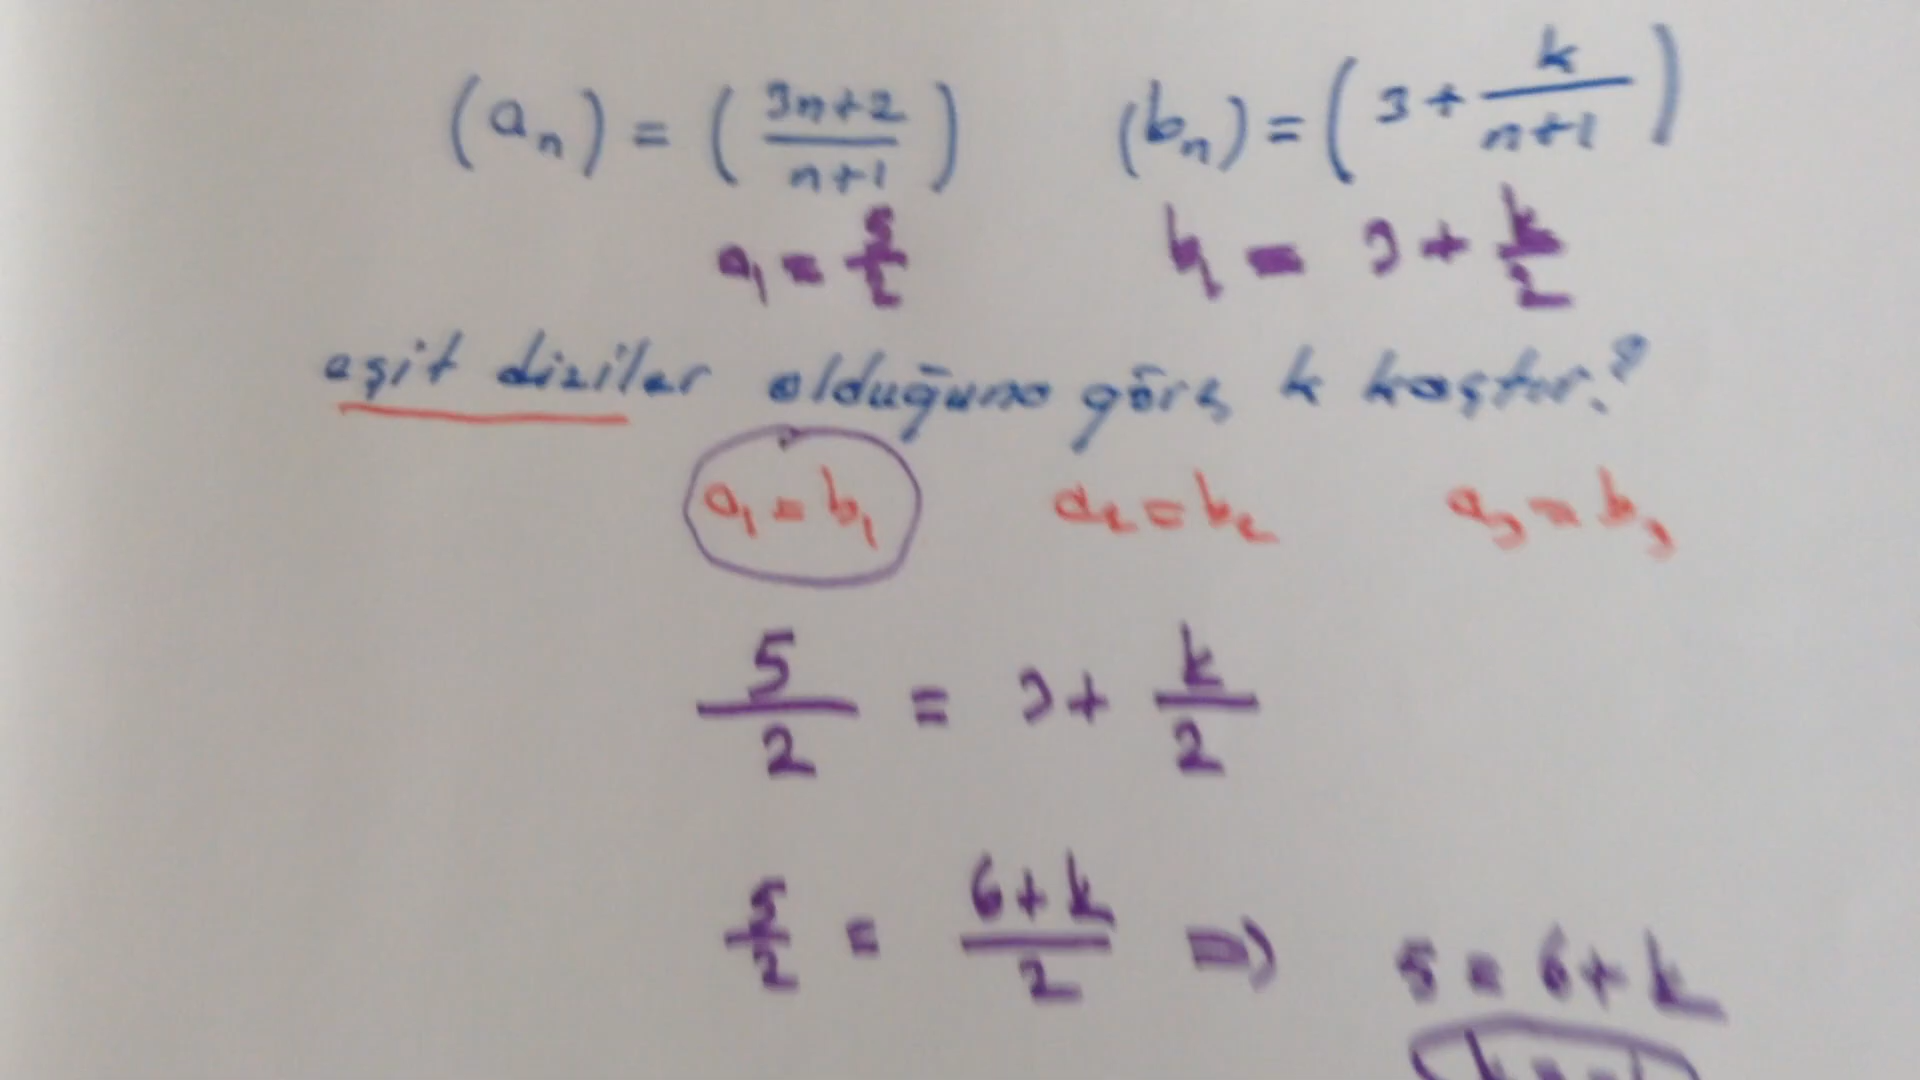 (aₙ) = ( (3n+2)/(n+1) )    (bₙ) = ( 3 + k/(n+1) )
a₁ = 5/2    b₁ = 3 + k/2
eşit diziler olduğuna göre k kaçtır?
a₁ = b₁    a₂ = b₂    a₃ = b₃
5/2 = 3 + k/2
5/2 = (6+k)/2 ⇒ 5 = 6 + k